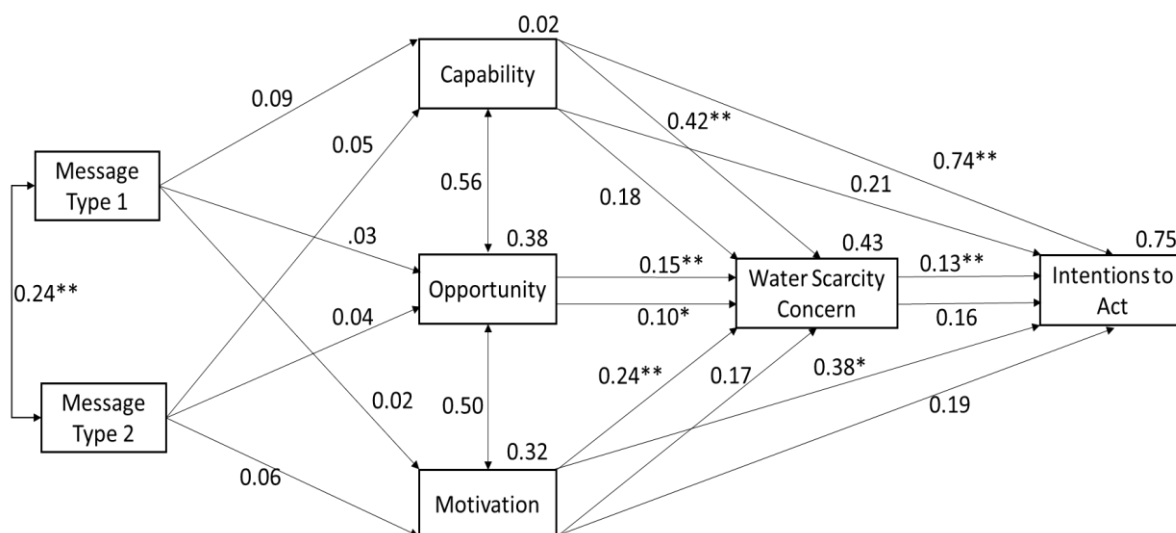 0.02
Capability
0.09
0.42**
0.05
0.74**
Message
Type 1
0.56
0.18
0.21
.03
0.38
0.43
0.75
0.24**
Opportunity
0.15**
Water Scarcity
Concern
0.13**
Intentions to
Act
0.04
0.10*
0.16
Message
Type 2
0.02
0.50
0.24**
0.17
0.38*
0.19
0.06
0.32
Motivation